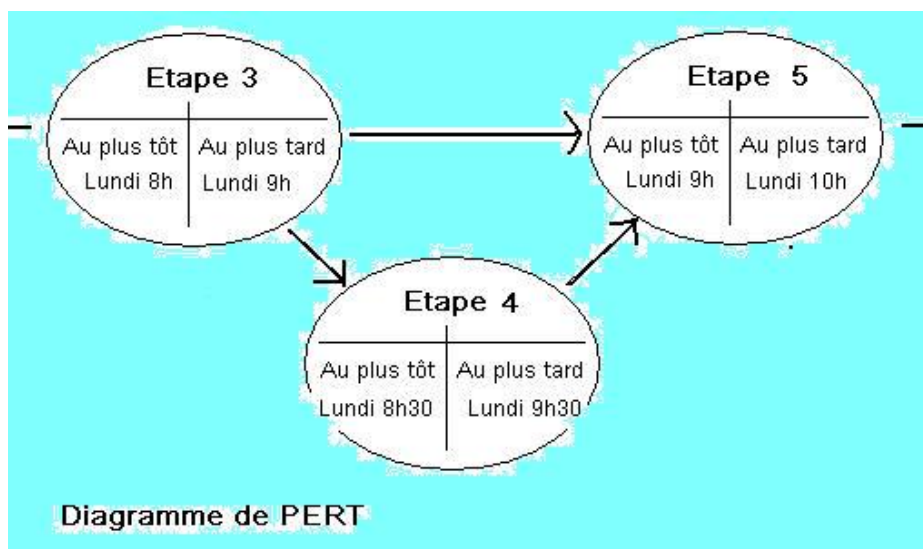 Etape 3
Au plus tôt Au plus tard
Lundi 8h Lundi 9h
Etape 5
Au plus tôt Au plus tard
Lundi 9h Lundi 10h
Etape 4
Au plus tôt Au plus tard
Lundi 8h30 Lundi 9h30
Diagramme de PERT